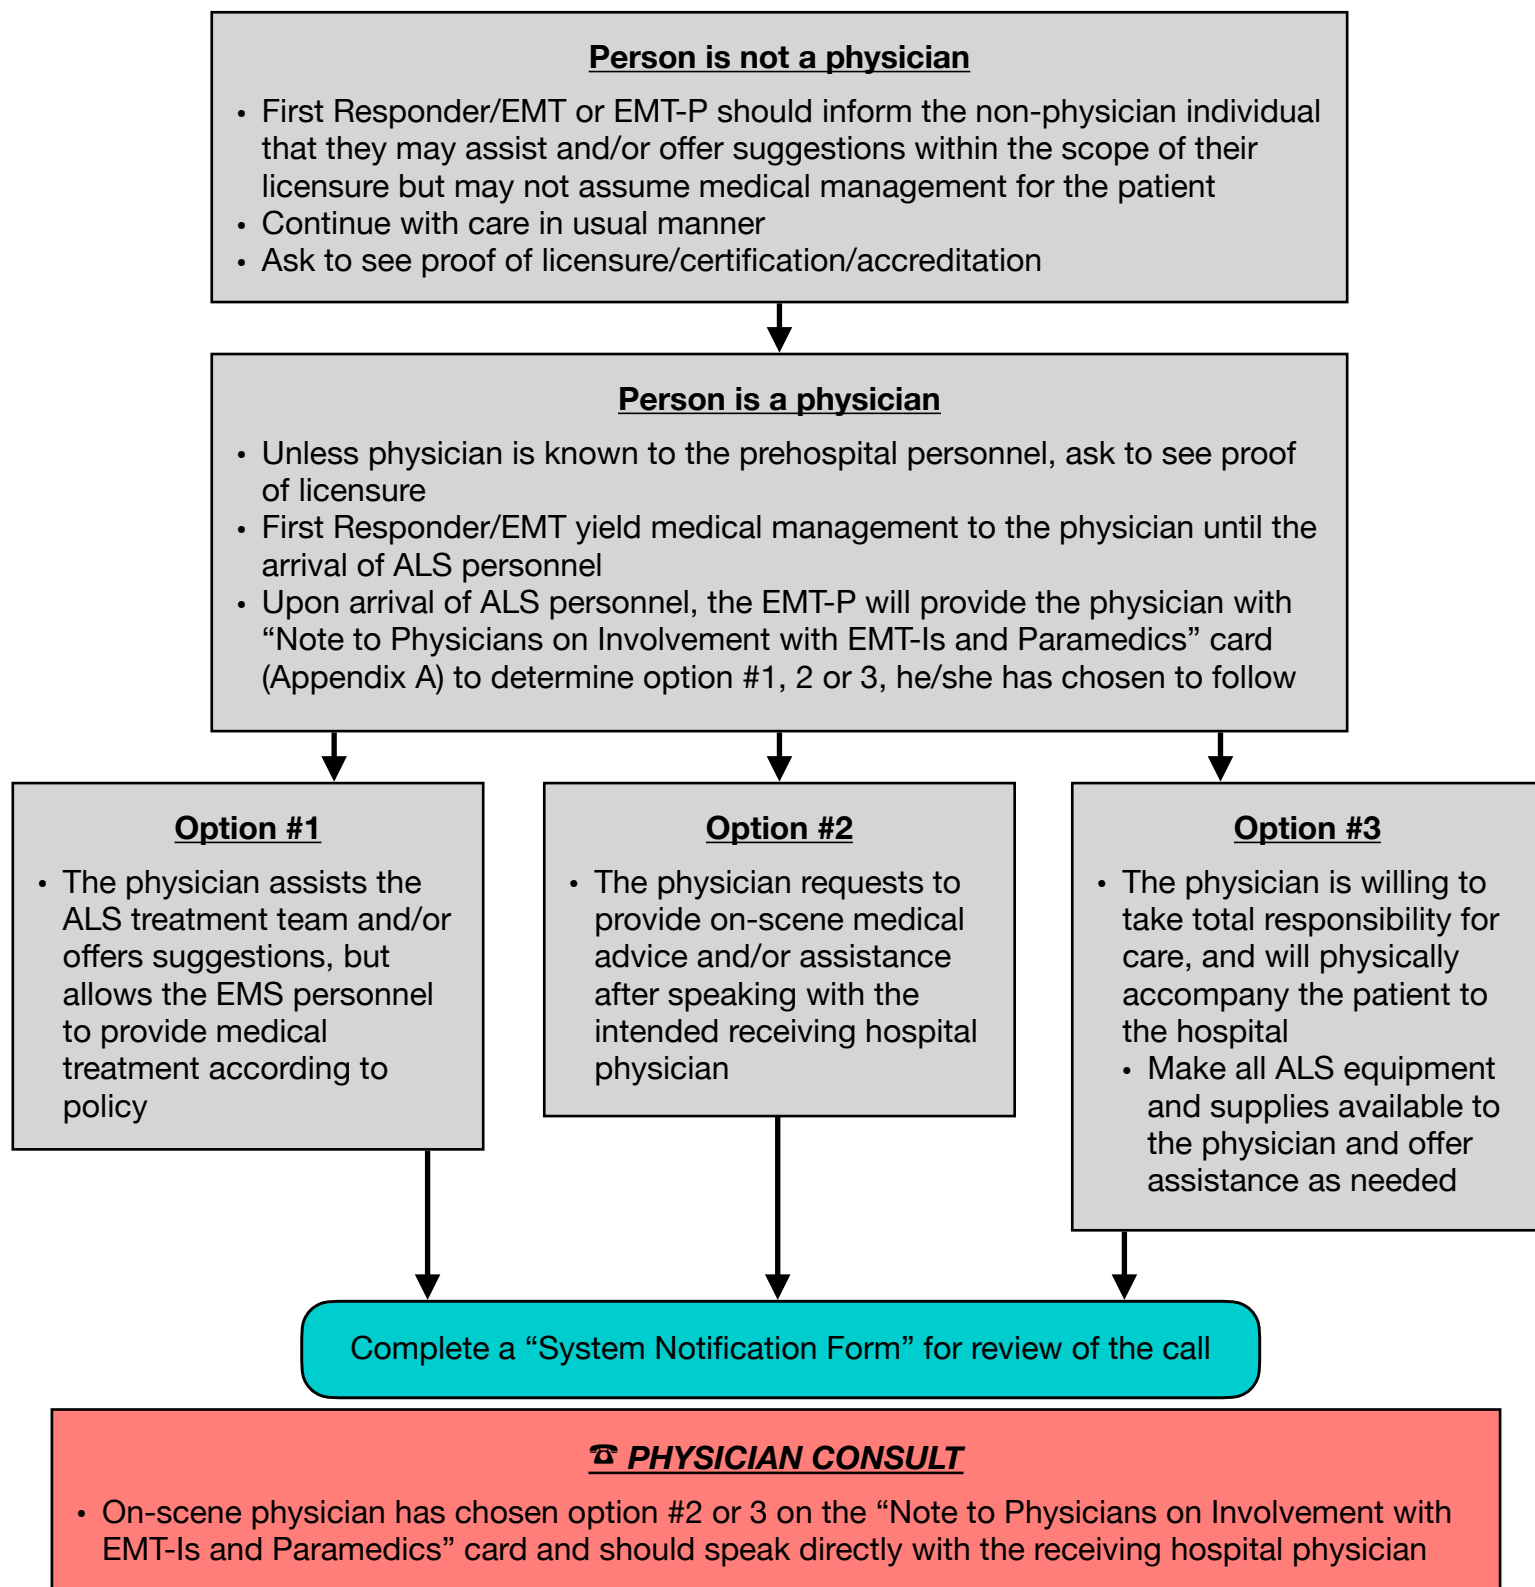 Person is not a physician
• First Responder/EMT or EMT-P should inform the non-physician individual
that they may assist and/or offer suggestions within the scope of their
licensure but may not assume medical management for the patient
• Continue with care in usual manner
• Ask to see proof of licensure/certification/accreditation
Person is a physician
• Unless physician is known to the prehospital personnel, ask to see proof
of licensure
• First Responder/EMT yield medical management to the physician until the
arrival of ALS personnel
• Upon arrival of ALS personnel, the EMT-P will provide the physician with
“Note to Physicians on Involvement with EMT-Is and Paramedics” card
(Appendix A) to determine option #1, 2 or 3, he/she has chosen to follow
Option #1
• The physician assists the
ALS treatment team and/or
offers suggestions, but
allows the EMS personnel
to provide medical
treatment according to
policy
Option #2
• The physician requests to
provide on-scene medical
advice and/or assistance
after speaking with the
intended receiving hospital
physician
Option #3
• The physician is willing to
take total responsibility for
care, and will physically
accompany the patient to
the hospital
• Make all ALS equipment
and supplies available to
the physician and offer
assistance as needed
Complete a “System Notification Form” for review of the call
☎ PHYSICIAN CONSULT
• On-scene physician has chosen option #2 or 3 on the “Note to Physicians on Involvement with
EMT-Is and Paramedics” card and should speak directly with the receiving hospital physician